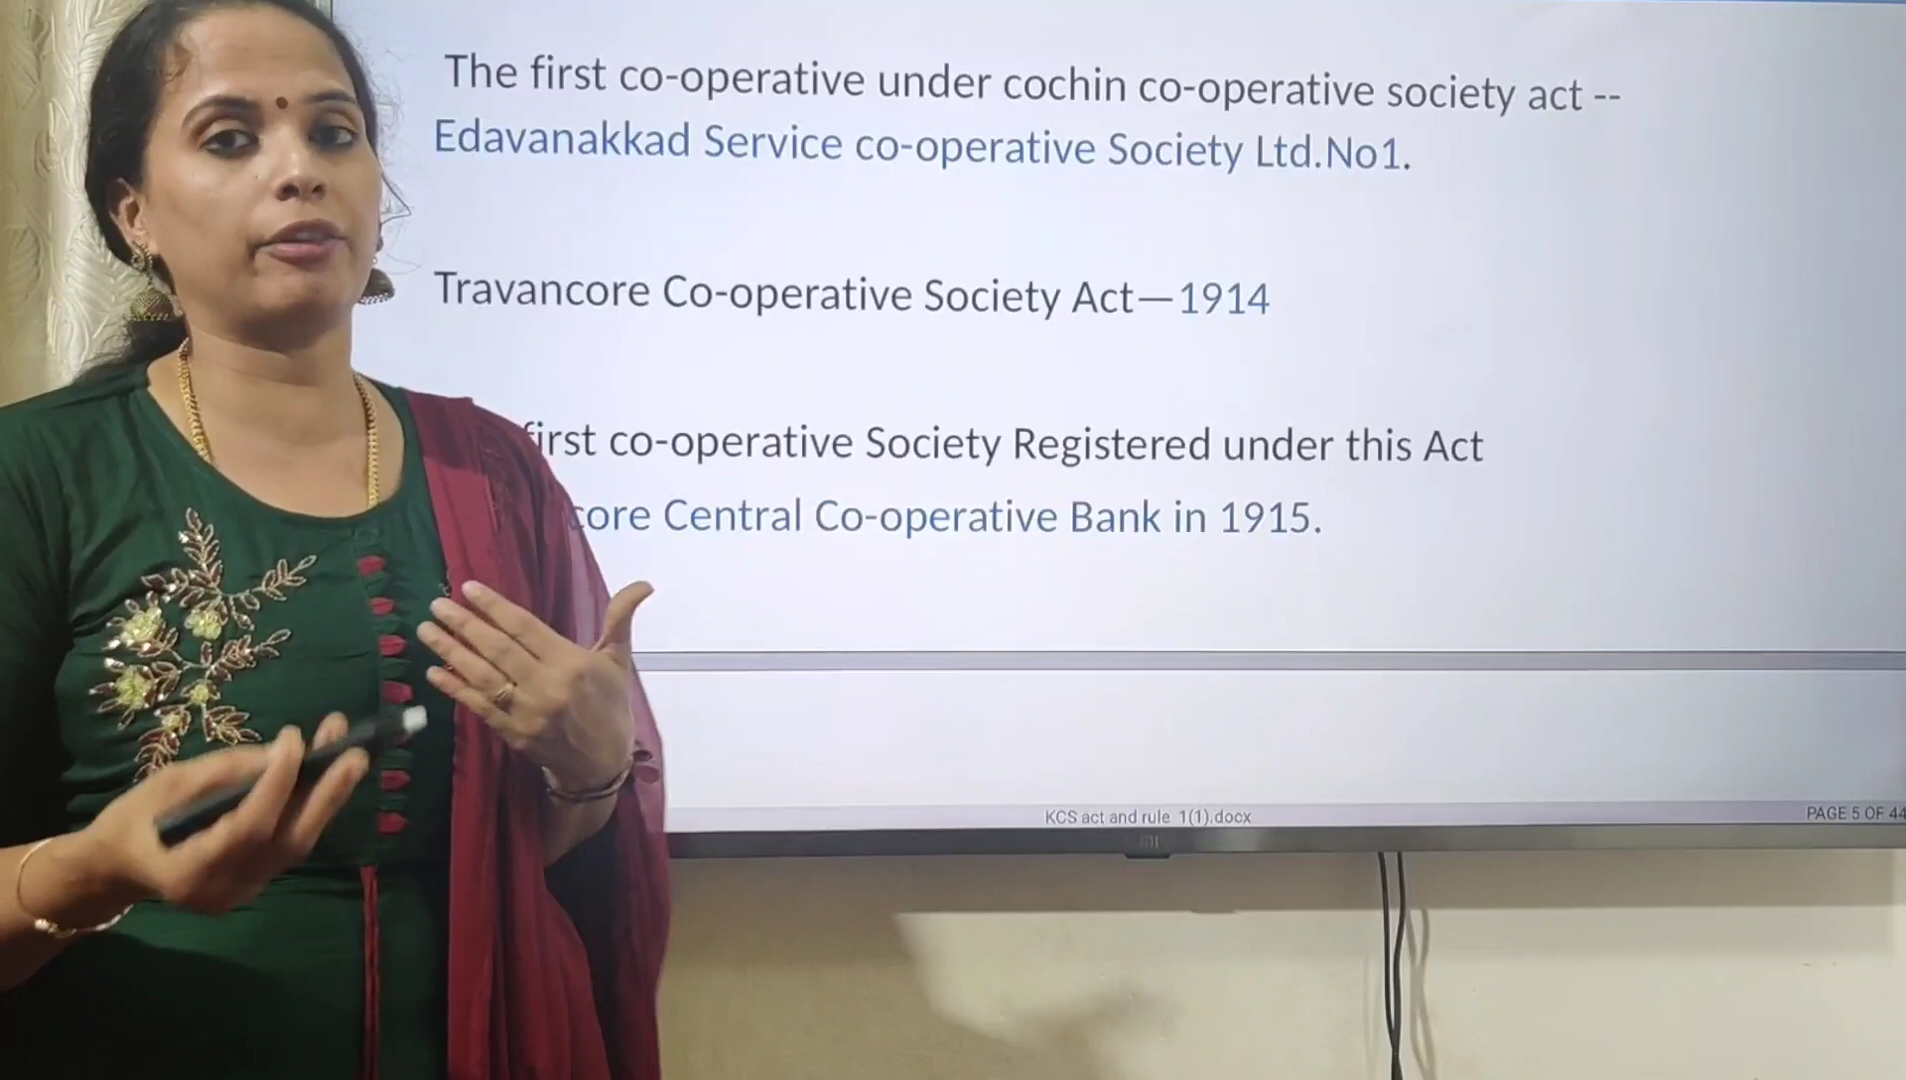 The first co-operative under cochin co-operative society act --
Edavanakkad Service co-operative Society Ltd.No1.
Travancore Co-operative Society Act—1914
first co-operative Society Registered under this Act
core Central Co-operative Bank in 1915.
KCS act and rule 1(1).docx
PAGE 5 OF 44
mi